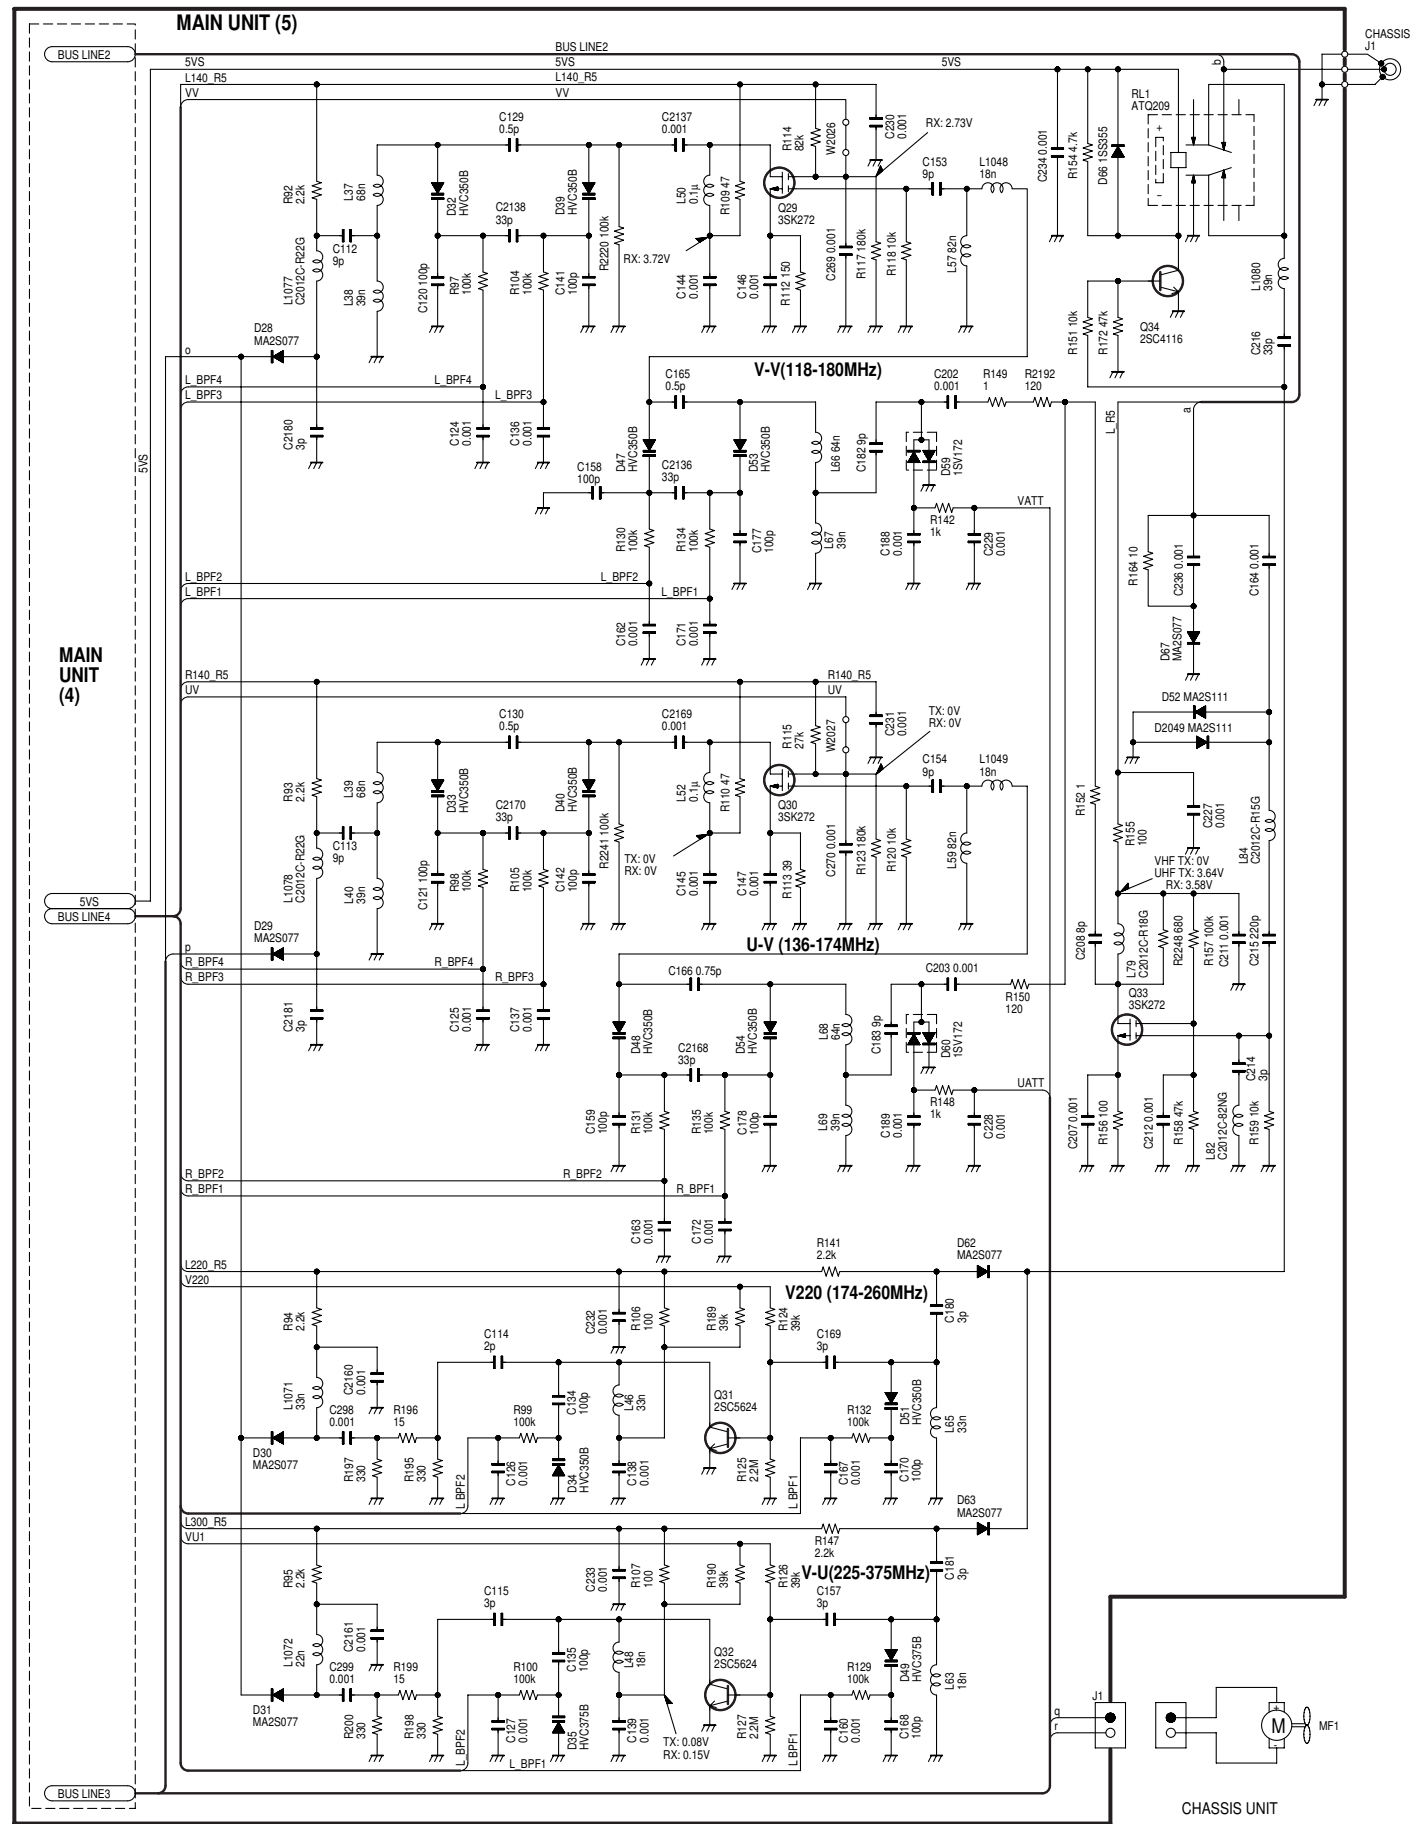 MAIN UNIT (5)
CHASSIS
J1
BUS LINE2
BUS LINE2
5VS
5VS
5VS
L140_R5
L140_R5
VV
VV
b
RL1
ATQ209
+
−
C129
0.5p
C2137
0.001
R114
82k
W2026
C230
0.001
RX: 2.73V
C234 0.001
R154 4.7k
D66 1SS355
C153
9p
L1048
18n
R92
2.2k
L37
68n
D32
HVC350B
D39
HVC350B
L50
0.1µ
R109 47
Q29
3SK272
C2138
33p
R2220 100k
C112
9p
RX: 3.72V
L1077
C2012C-R22G
L38
39n
C120 100p
R97
100k
R104
100k
C141
100p
C144
0.001
C146
0.001
R112 150
C269 0.001
R117 180k
R118 10k
L57 82n
L1080
39n
R151 10k
R172 47k
Q34
2SC4116
C216
33p
D28
MA2S077
o
V-V(118-180MHz)
L_BPF4
L_BPF4
L_BPF3
L_BPF3
C165
0.5p
C202
0.001
R149
1
R2192
120
L_R5
a
C2180
3p
C124
0.001
C136
0.001
D47
HVC350B
D53
HVC350B
L66 64n
C182 9p
D59
1SV172
5VS
C158
100p
C2136
33p
VATT
R142
1k
R130
100k
R134
100k
C177
100p
L67
39n
C188
0.001
C229
0.001
R164 10
C236 0.001
C164 0.001
L_BPF2
L_BPF2
L_BPF1
L_BPF1
C162
0.001
C171
0.001
D67
MA2S077
MAIN
UNIT
(4)
R140_R5
R140_R5
UV
UV
D52 MA2S111
D2049 MA2S111
C130
0.5p
C2169
0.001
R115
27k
W2027
C231
0.001
TX: 0V
RX: 0V
C154
9p
L1049
18n
R93
2.2k
L39
68n
D33
HVC350B
D40
HVC350B
L52
0.1µ
R110 47
Q30
3SK272
C2170
33p
R2241 100k
C113
9p
TX: 0V
RX: 0V
R152 1
R155
100
C227
0.001
L84
C2012C-R15G
VHF TX: 0V
UHF TX: 3.64V
RX: 3.58V
L1078
C2012C-R22G
L40
39n
C121 100p
R98
100k
R105
100k
C142
100p
C145
0.001
C147
0.001
R113 39
C270 0.001
R123 180k
R120 10k
L59 82n
5VS
BUS LINE4
D29
MA2S077
p
U-V (136-174MHz)
C208 8p
L79
C2012C-R18G
R2248 680
R157 100k
C211 0.001
C215 220p
R_BPF4
R_BPF4
R_BPF3
R_BPF3
C166 0.75p
C203 0.001
R150
120
Q33
3SK272
C2181
3p
C125
0.001
C137
0.001
D48
HVC350B
D54
HVC350B
L68
64n
C183 9p
D60
1SV172
C2168
33p
UATT
R148
1k
C214
3p
C159
100p
R131
100k
R135
100k
C178
100p
L69
39n
C189
0.001
C228
0.001
C207 0.001
R156 100
C212 0.001
R158 47k
L82
C2012C-82NG
R159 10k
R_BPF2
R_BPF2
R_BPF1
R_BPF1
C163
0.001
C172
0.001
R141
2.2k
D62
MA2S077
L220_R5
V220
V220 (174-260MHz)
R94
2.2k
C232
0.001
R106
100
R189
39k
R124
39k
C180
3p
C114
2p
C169
3p
L1071
33n
C2160
0.001
C134
100p
L46
33n
Q31
2SC5624
D51
HVC350B
L65
33n
C298
0.001
R196
15
R99
100k
R132
100k
D30
MA2S077
R197
330
R195
330
L_BPF2
C126
0.001
D34
HVC350B
C138
0.001
R125
2.2M
L_BPF1
C167
0.001
C170
100p
D63
MA2S077
L300_R5
VU1
R147
2.2k
V-U(225-375MHz)
R95
2.2k
C233
0.001
R107
100
R190
39k
R126
39k
C181
3p
C115
3p
C157
3p
L1072
22n
C2161
0.001
C135
100p
L48
18n
Q32
2SC5624
D49
HVC375B
L63
18n
C299
0.001
R199
15
R100
100k
R129
100k
D31
MA2S077
R200
330
R198
330
L_BPF2
C127
0.001
D35
HVC375B
C139
0.001
TX: 0.08V
RX: 0.15V
R127
2.2M
L_BPF1
C160
0.001
C168
100p
L_BPF1
q
r
J1
+
M
-
MF1
BUS LINE3
CHASSIS UNIT